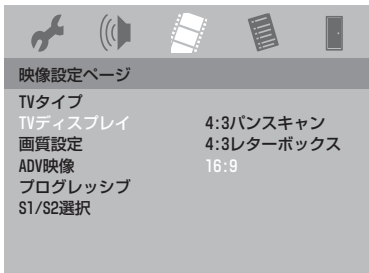 映像設定ページ
TVタイプ
TVディスプレイ 4:3パンスキャン
画質設定 4:3レターボックス
ADV映像 16:9
プログレッシブ
S1/S2選択